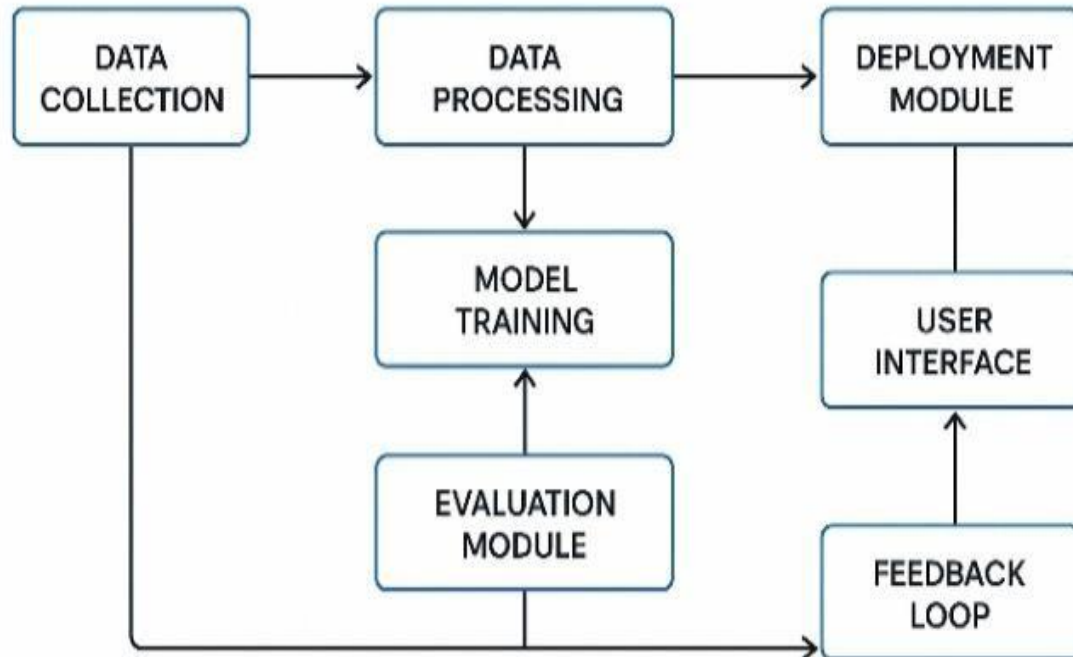 DATA
COLLECTION
DATA
PROCESSING
DEPLOYMENT
MODULE
MODEL
TRAINING
USER
INTERFACE
EVALUATION
MODULE
FEEDBACK
LOOP